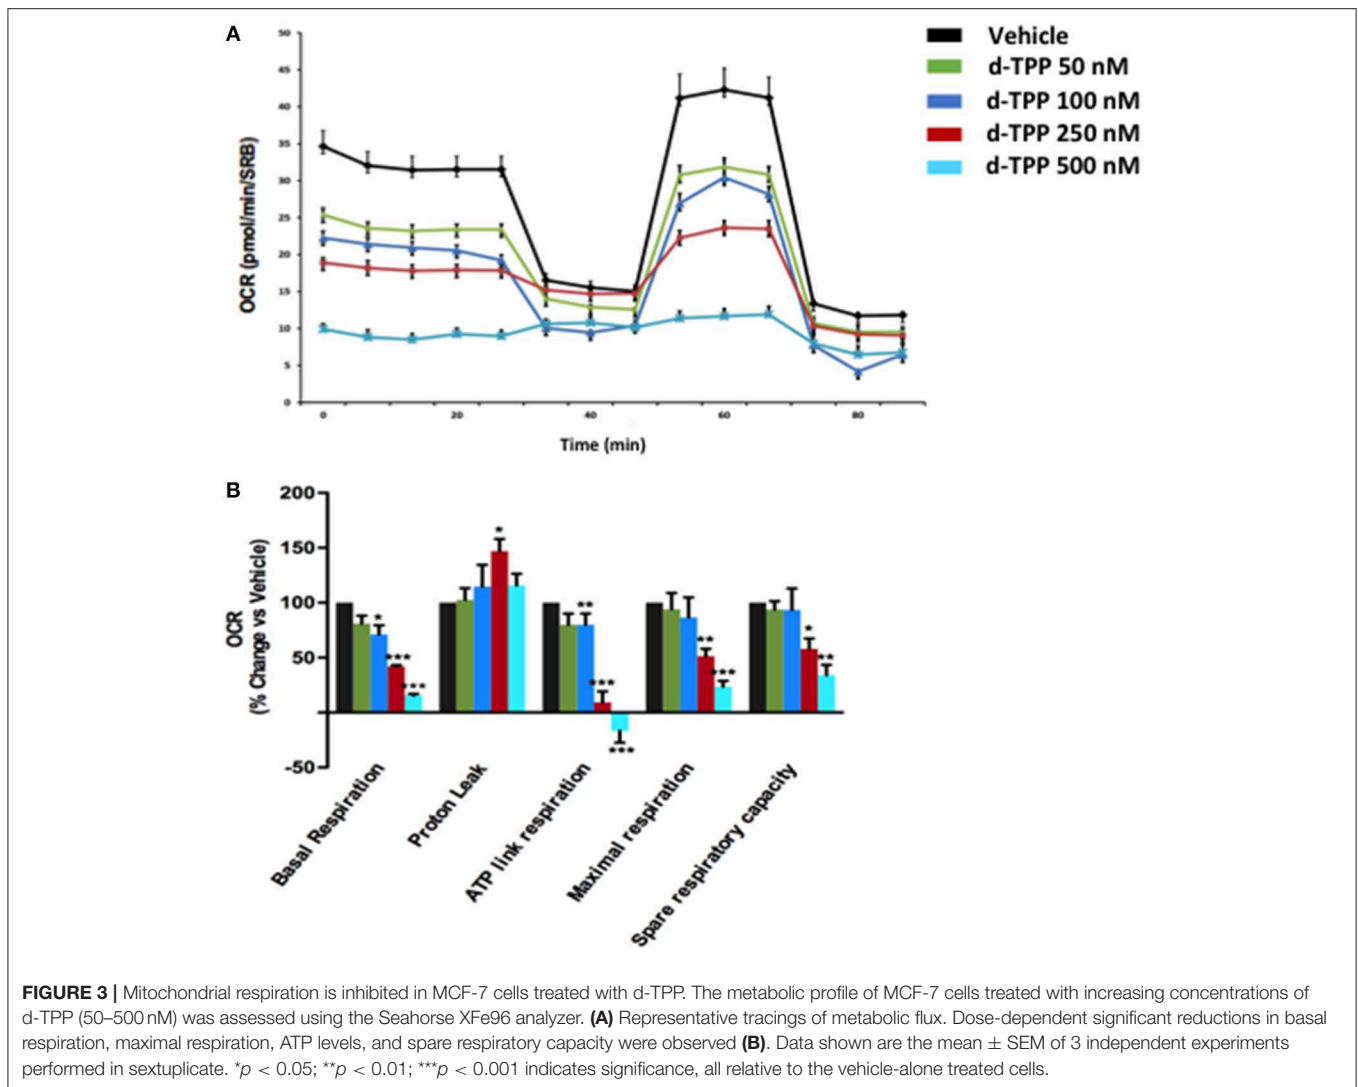 A
50
45
40
35
30
25
20
15
10
5
0
OCR (pmol/min/SRB)
0 20 40 60 80
Time (min)
Vehicle
d-TPP 50 nM
d-TPP 100 nM
d-TPP 250 nM
d-TPP 500 nM
B
200
150
100
50
-50
OCR
(% Change vs Vehicle)
* *** ***
*
** *** ***
** ***
* **
Basal Respiration
Proton Leak
ATP link respiration
Maximal respiration
Spare respiratory capacity
FIGURE 3 | Mitochondrial respiration is inhibited in MCF-7 cells treated with d-TPP. The metabolic profile of MCF-7 cells treated with increasing concentrations of
d-TPP (50–500 nM) was assessed using the Seahorse XFe96 analyzer. (A) Representative tracings of metabolic flux. Dose-dependent significant reductions in basal
respiration, maximal respiration, ATP levels, and spare respiratory capacity were observed (B). Data shown are the mean ± SEM of 3 independent experiments
performed in sextuplicate. *p < 0.05; **p < 0.01; ***p < 0.001 indicates significance, all relative to the vehicle-alone treated cells.